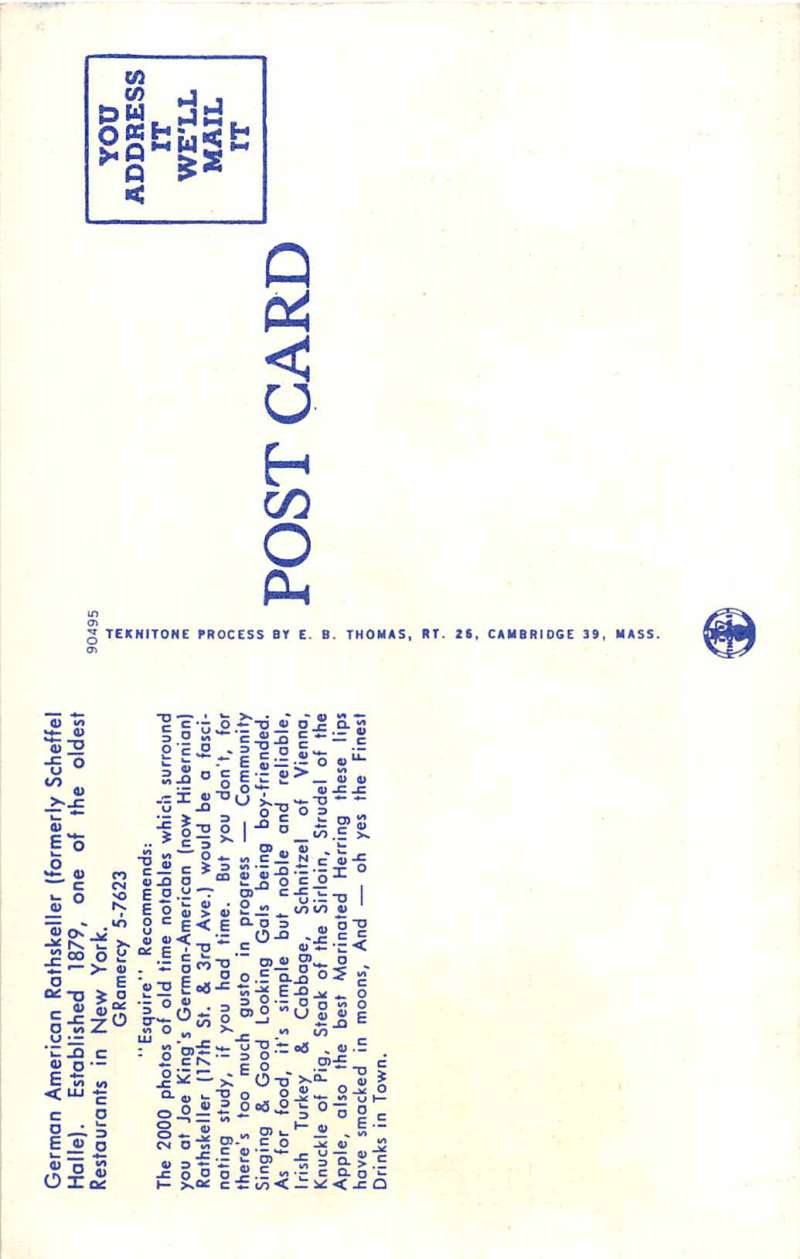 German American Rathskeller (formerly Scheffel
Halle). Established 1879, one of the oldest
Restaurants in New York.
GRamercy 5-7623
"Esquire" Recommends:
The 2000 photos of old time notables which surround
you at Joe King's German-American (now Hibernian)
Rathskeller (17th St. & 3rd Ave.) would be a fasci-
nating study, if you had time. But you don't, for
there's too much gusto in progress — Community
Singing & Good Looking Gals being boy-friended.
As for food, it's simple but noble and reliable,
Irish Turkey & Cabbage, Schnitzel of Vienna,
Knuckle of Pig, Steak of the Sirloin, Strudel of the
Apple, also the best Marinated Herring these lips
have smacked in moons, And — oh yes the Finest
Drinks in Town.
90495
TEKNITONE PROCESS BY E. B. THOMAS, RT. 26, CAMBRIDGE 39, MASS.
POST CARD
YOU
ADDRESS
IT
WE'LL
MAIL
IT